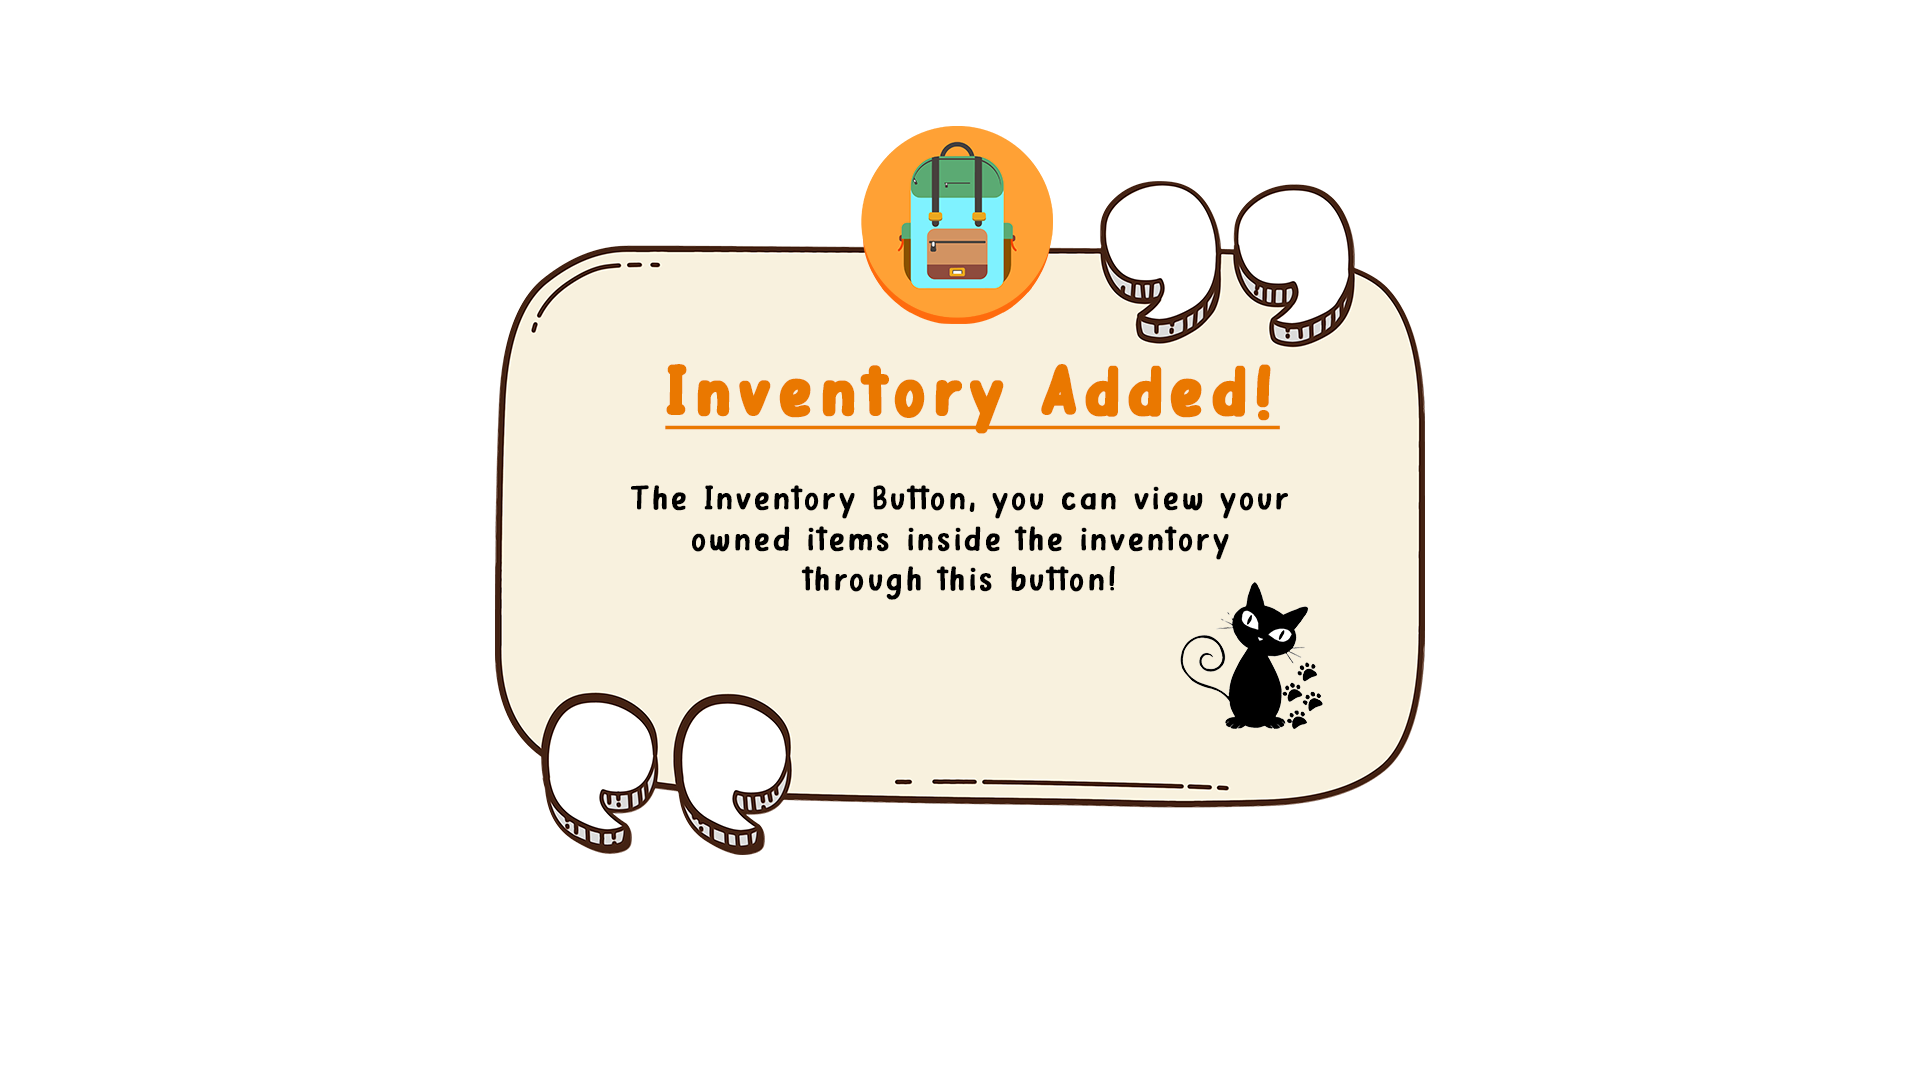 Inventory Added!
The Inventory Button, you can view your
owned items inside the inventory
through this button!